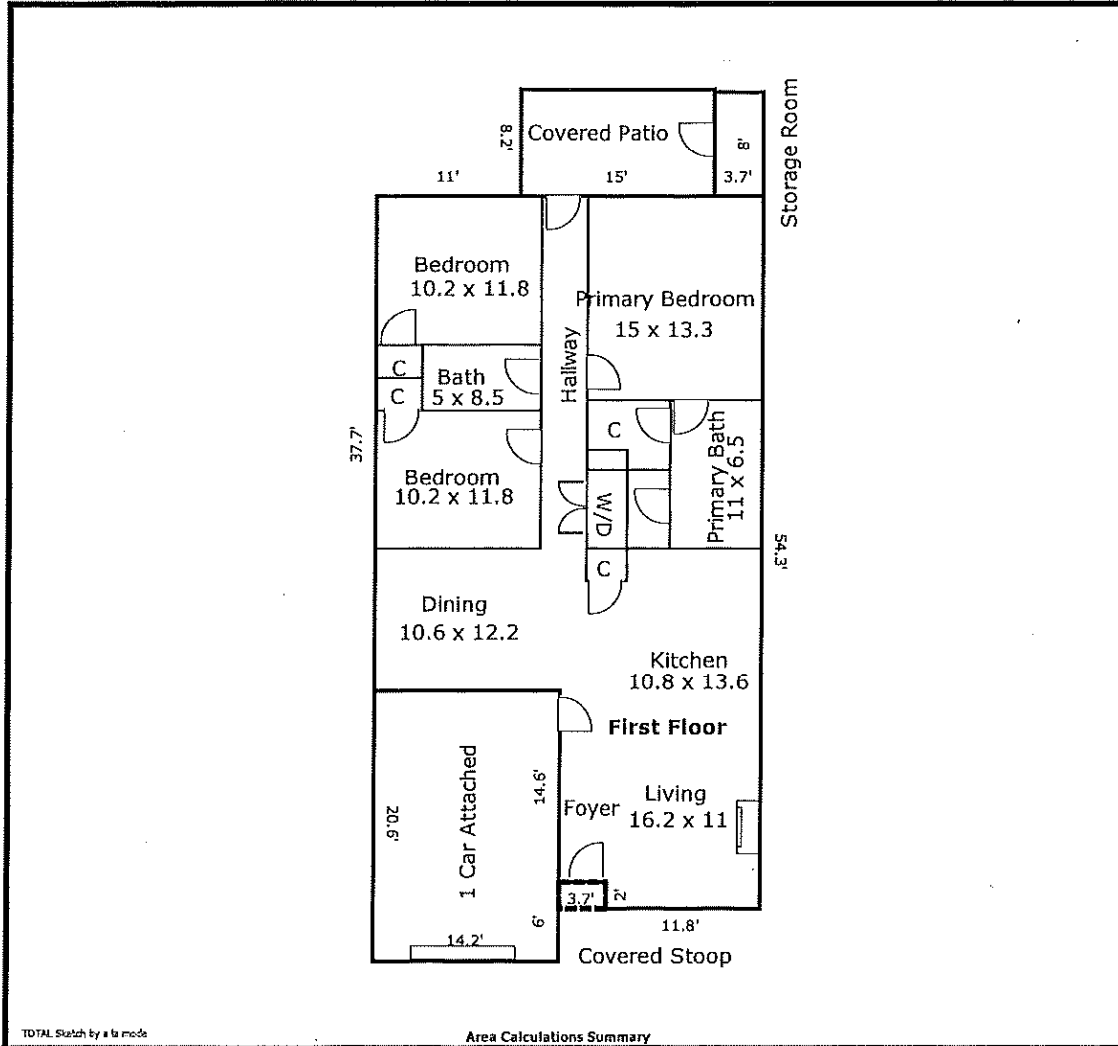 Storage Room
Covered Patio
8.2'
8'
11'
15'
3.7'
Bedroom
10.2 x 11.8
Primary Bedroom
15 x 13.3
Hallway
C
Bath
5 x 8.5
C
C
37.7'
Bedroom
10.2 x 11.8
W/D
Primary Bath
11 x 6.5
54.3'
C
Dining
10.6 x 12.2
Kitchen
10.8 x 13.6
First Floor
1 Car Attached
14.6'
20.6'
Foyer
Living
16.2 x 11
3.7'
2'
6'
11.8'
14.2'
Covered Stoop
TOTAL Sketch by a la mode
Area Calculations Summary